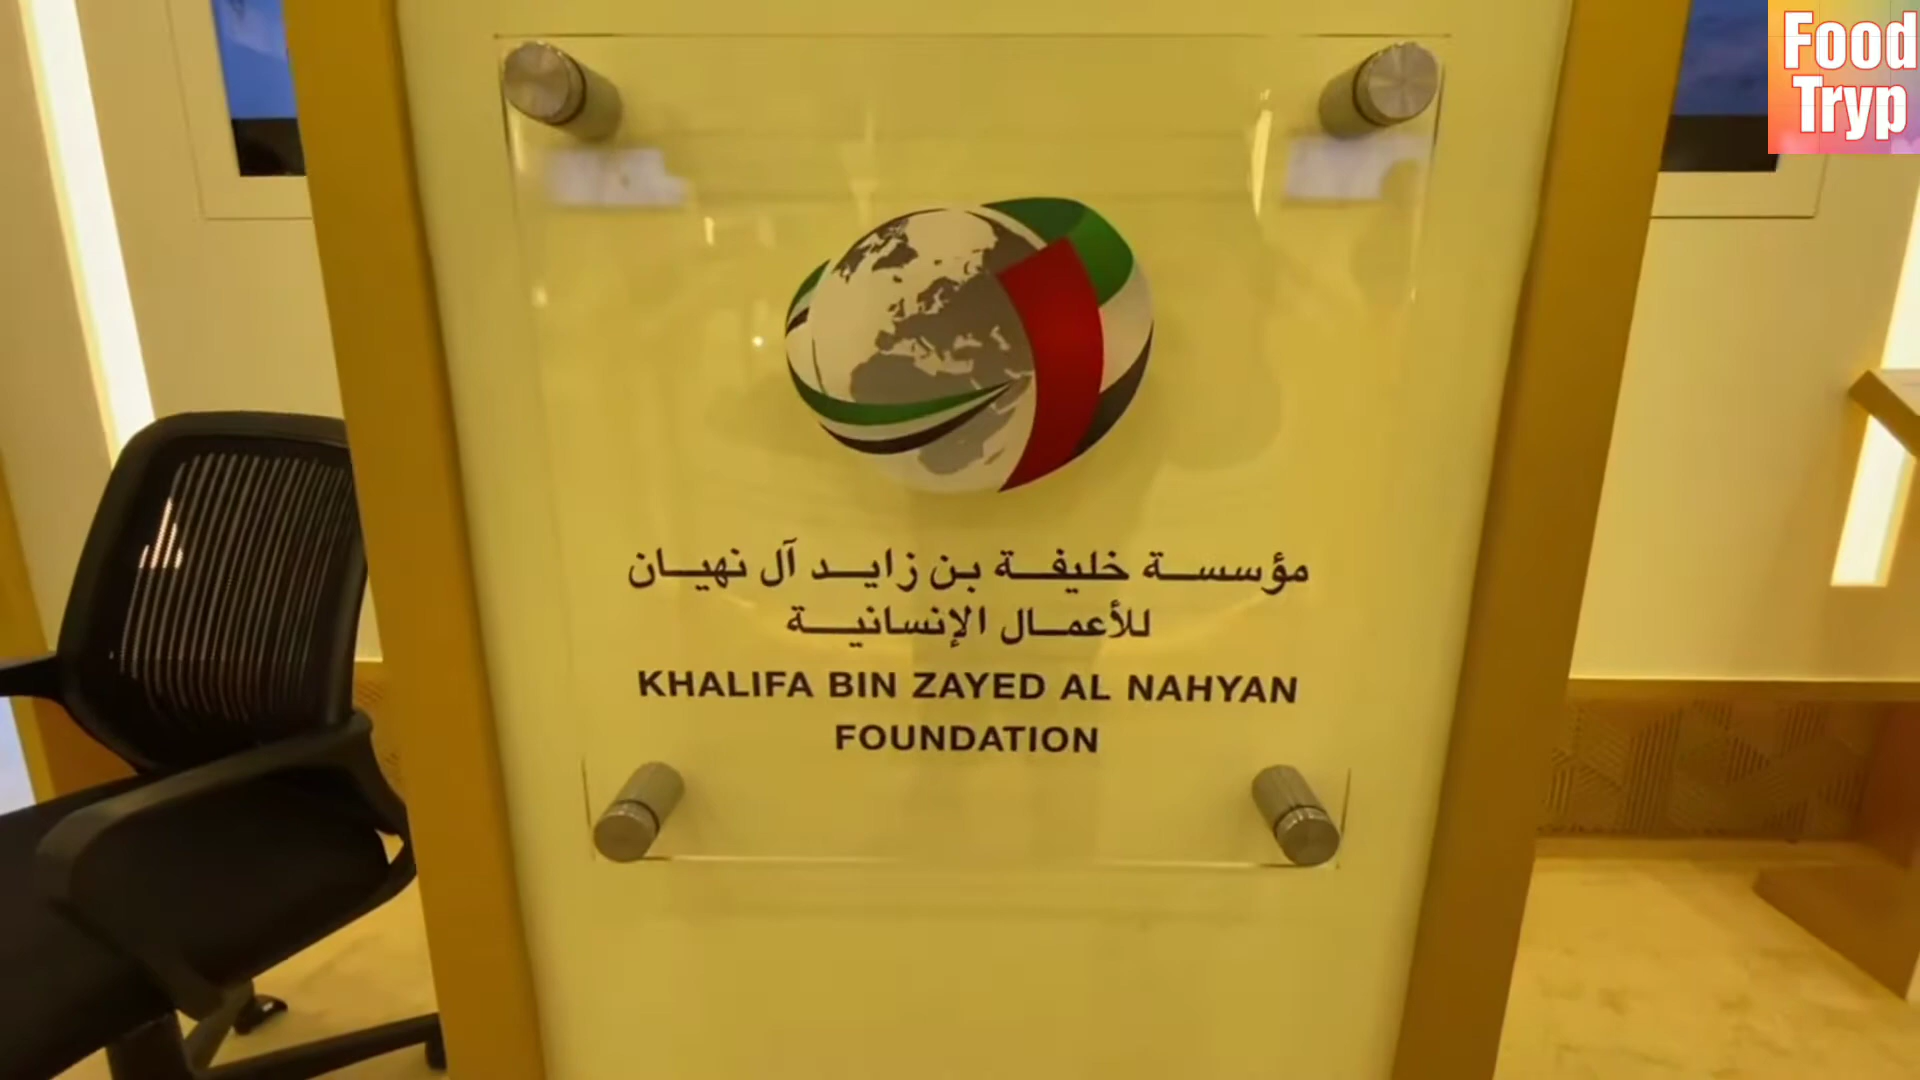 Food
Tryp
مؤسسة خليفة بن زايد آل نهيان
للأعمال الإنسانية
KHALIFA BIN ZAYED AL NAHYAN
FOUNDATION